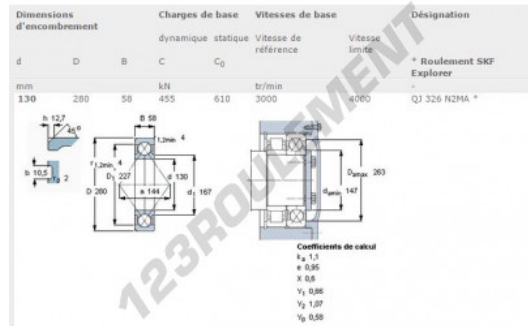 Dimensions d'encombrement
Charges de base
Vitesses de base
Désignation
dynamique statique Vitesse de référence
Vitesse limite
d D B C C0
* Roulement SKF Explorer
mm kN tr/min -
130 280 58 455 610 3000 4000 QJ 326 N2MA *
h 12,7
45°
b 10,5
2
B 58
1,2min 4
r1,2min 4
D1 227
D 280
a 144
d 130
d1 167
Damax 263
damin 147
Coefficients de calcul
ka 1,1
e 0,95
X 0,6
Y1 0,66
Y2 1,07
Y0 0,58
123ROULEMENT